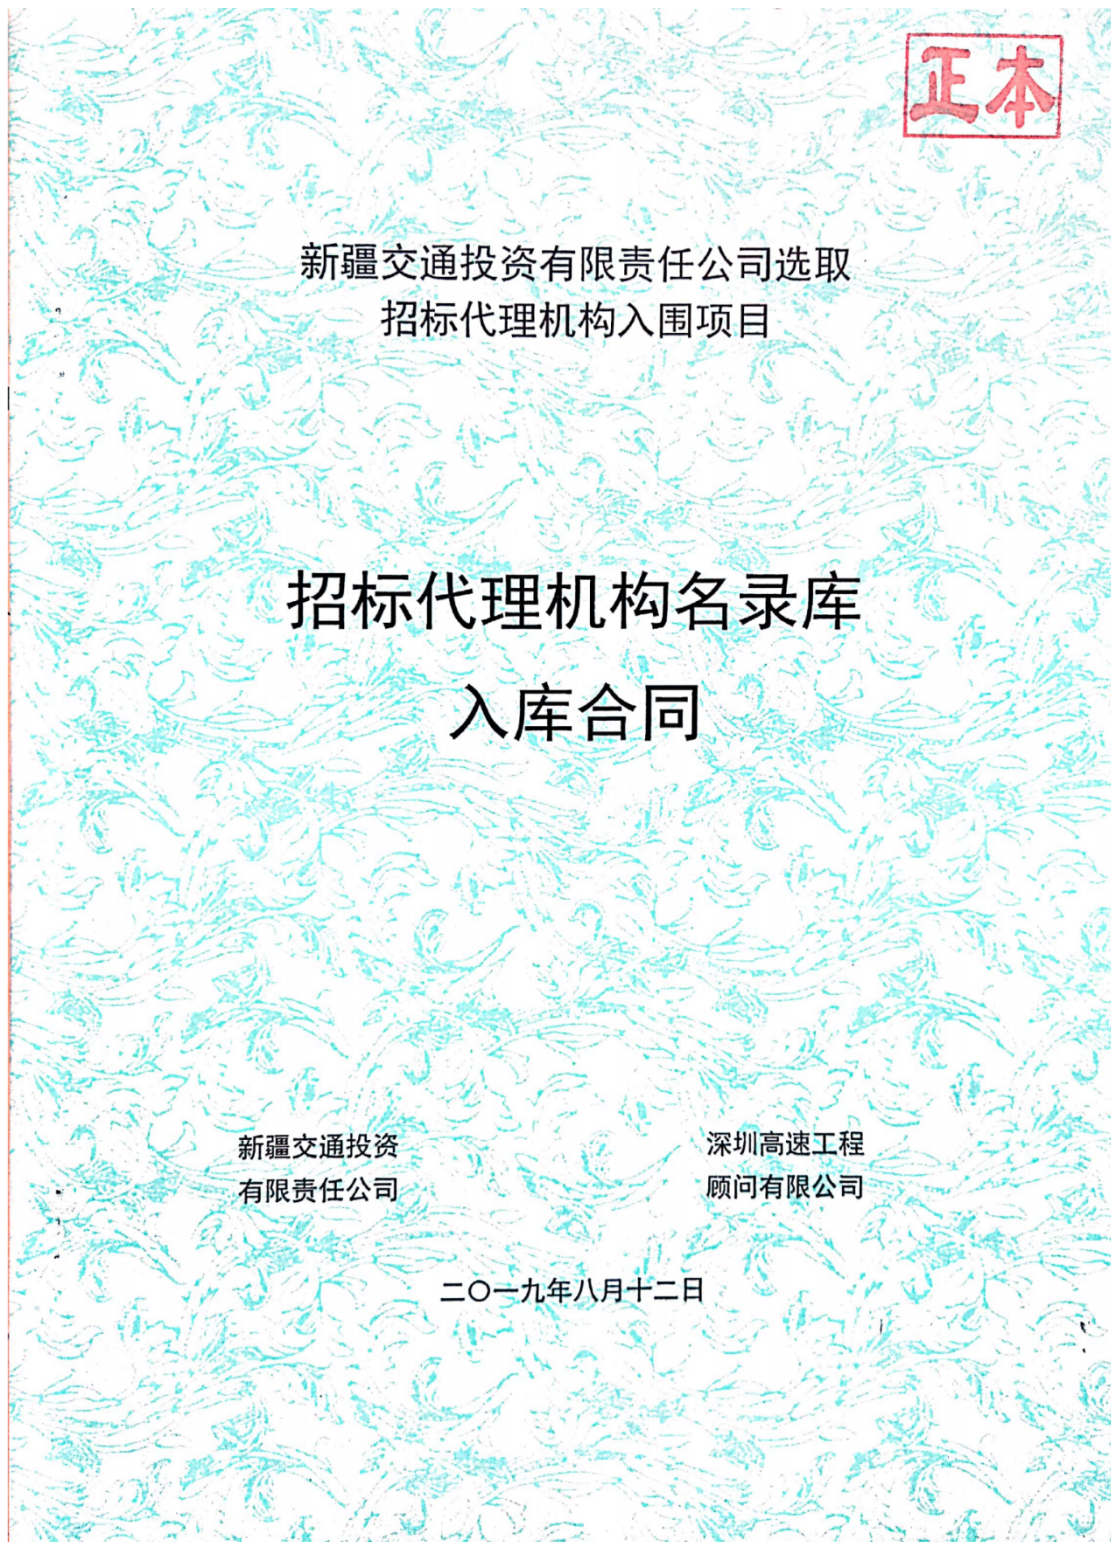 正本
新疆交通投资有限责任公司选取
招标代理机构入围项目
招标代理机构名录库
入库合同
新疆交通投资
有限责任公司
深圳高速工程
顾问有限公司
二〇一九年八月十二日